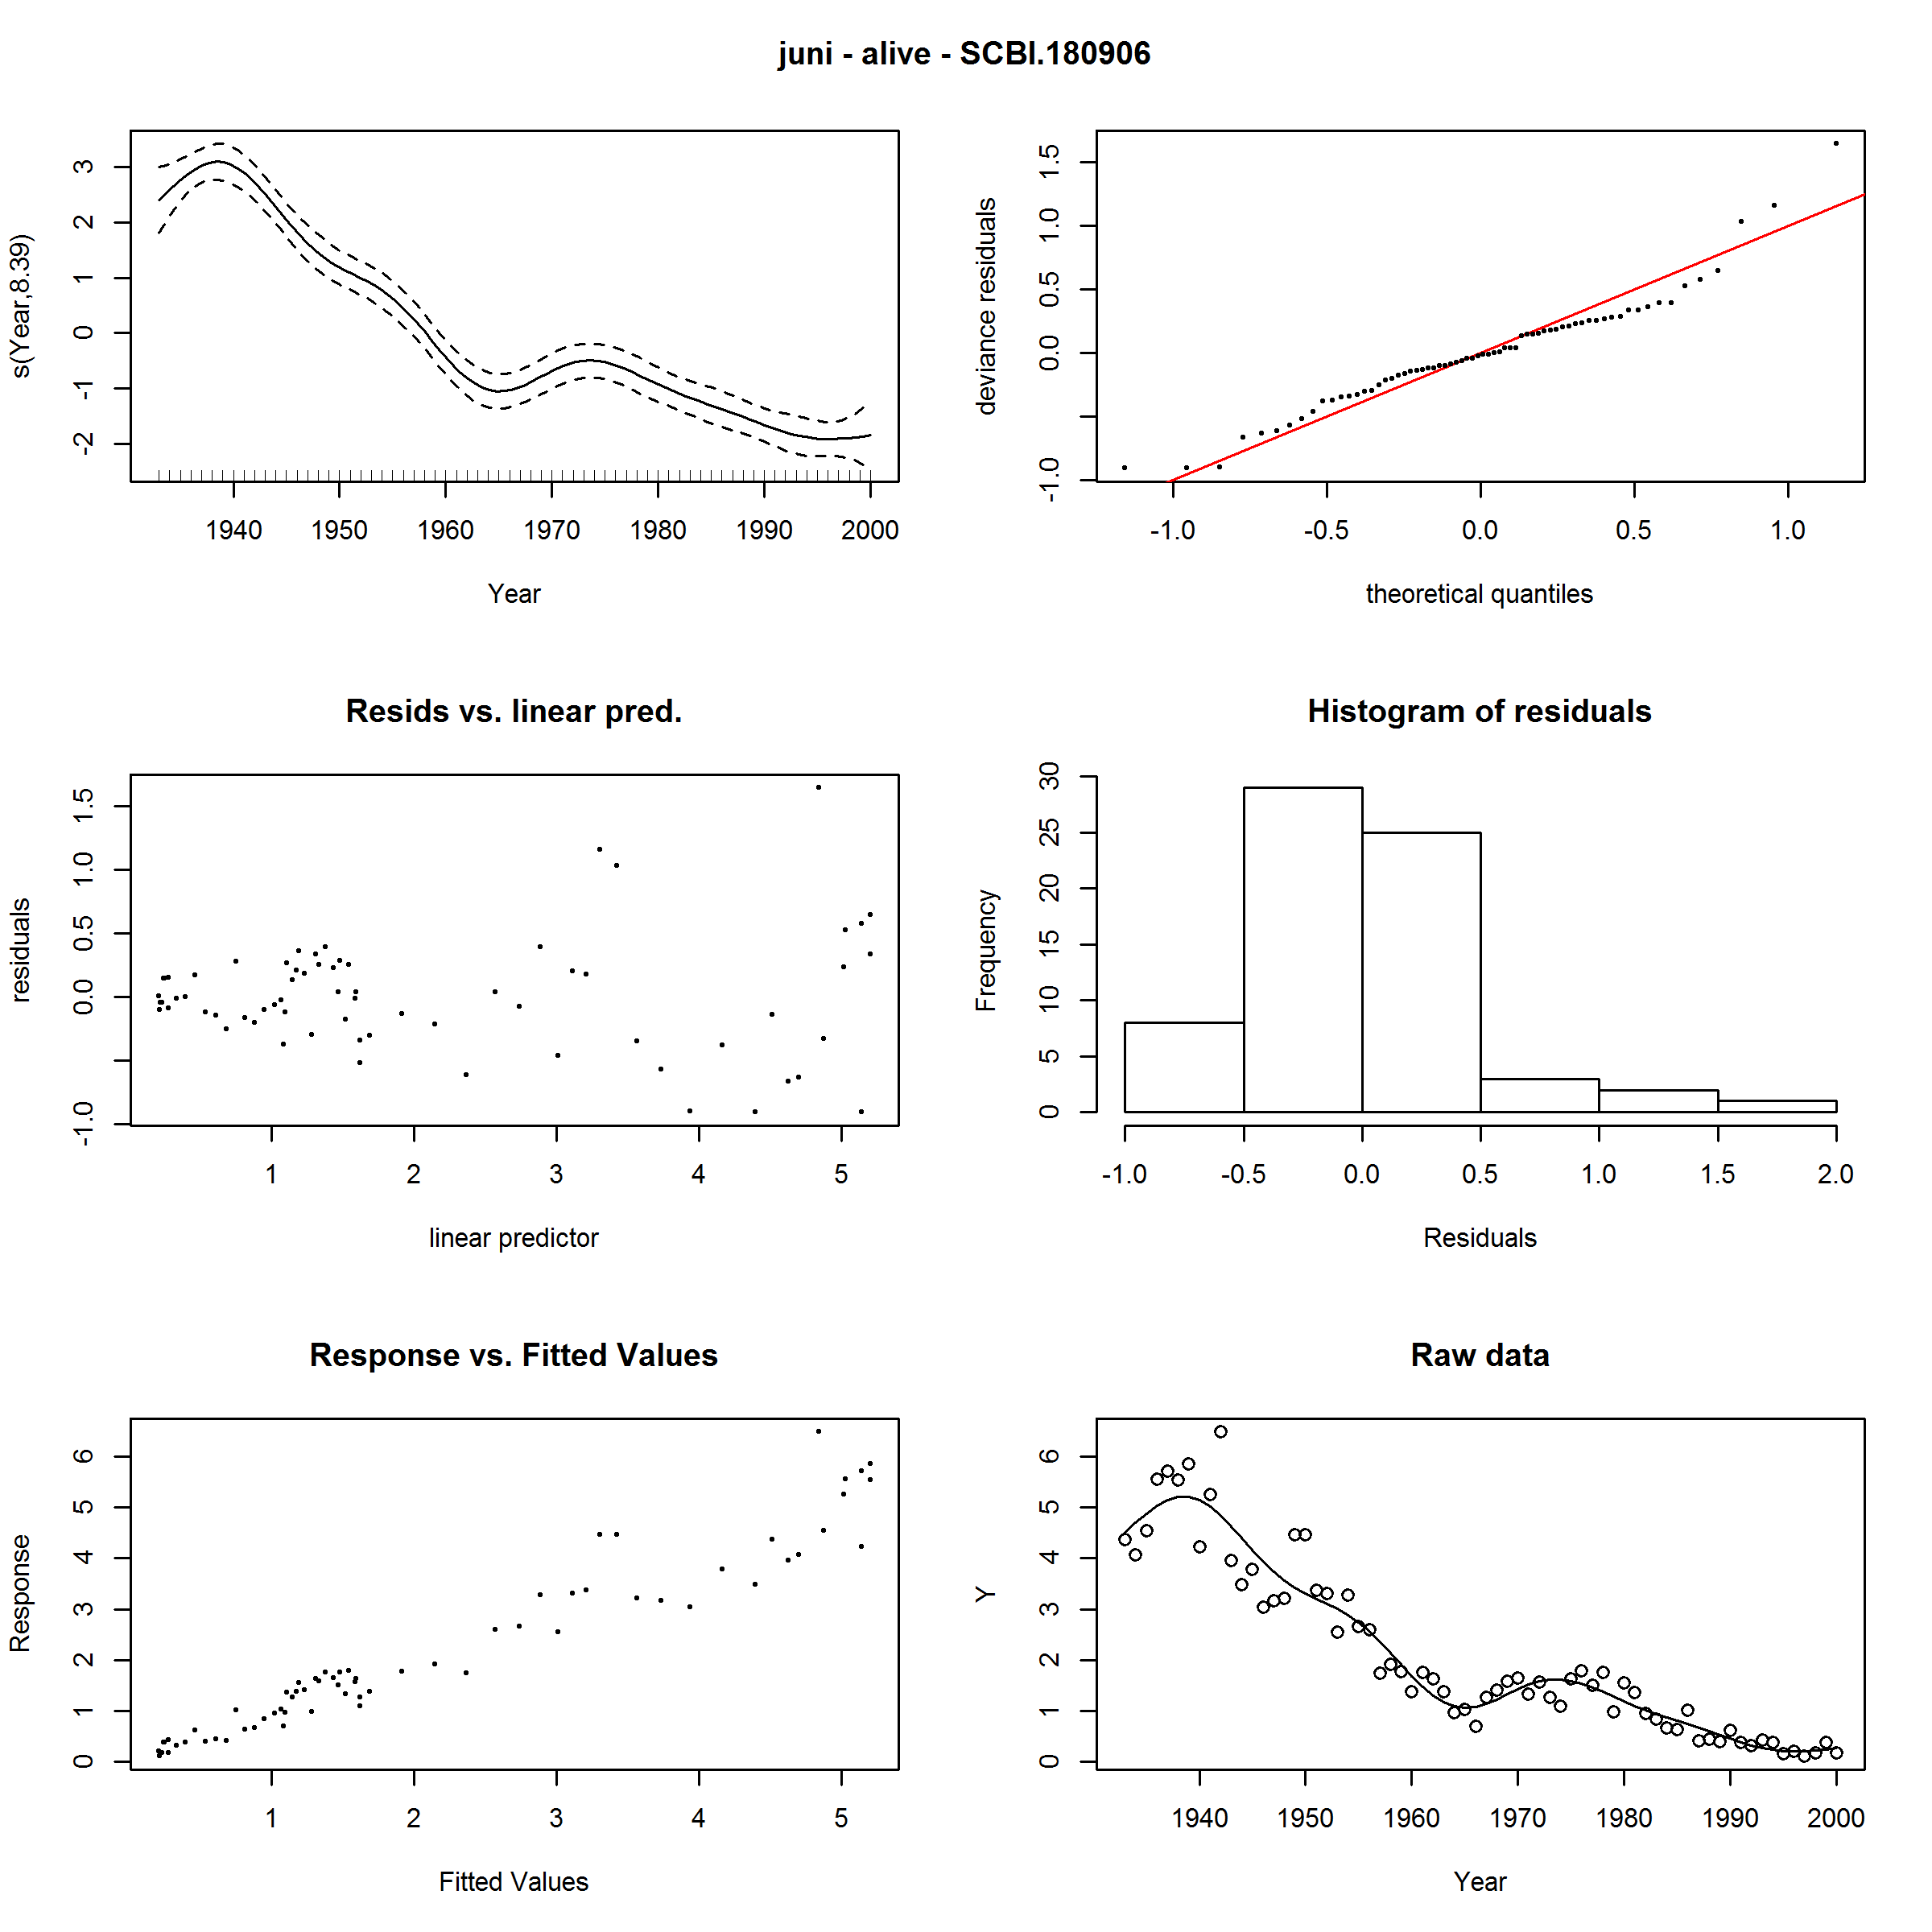 juni - alive - SCBI.180906
s(Year,8.39)
3
2
1
0
-1
-2
1940 1950 1960 1970 1980 1990 2000
Year
deviance residuals
1.5
1.0
0.5
0.0
-1.0
-1.0 -0.5 0.0 0.5 1.0
theoretical quantiles
Resids vs. linear pred.
residuals
1.5
1.0
0.5
0.0
-1.0
1 2 3 4 5
linear predictor
Histogram of residuals
Frequency
30
25
20
15
10
5
0
-1.0 -0.5 0.0 0.5 1.0 1.5 2.0
Residuals
Response vs. Fitted Values
Response
6
5
4
3
2
1
0
1 2 3 4 5
Fitted Values
Raw data
Y
6
5
4
3
2
1
0
1940 1950 1960 1970 1980 1990 2000
Year